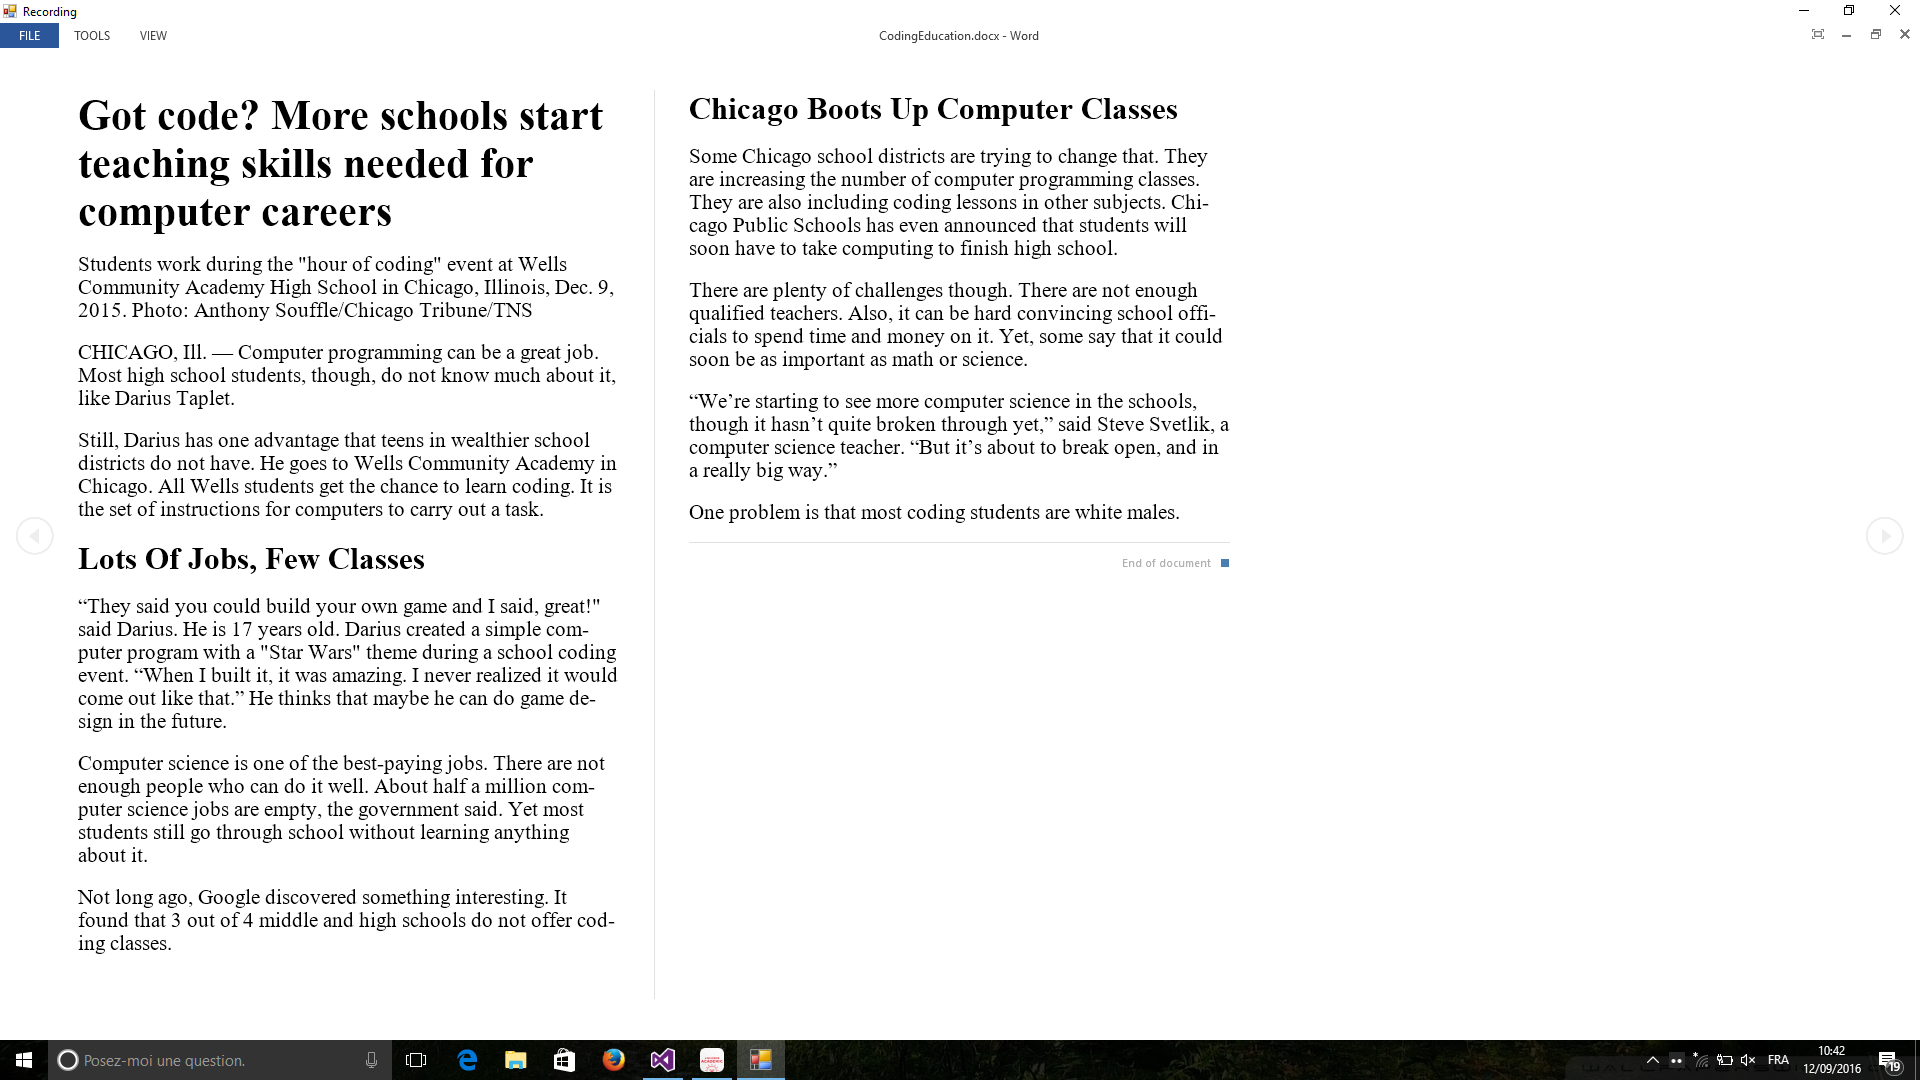 Recording
FILE TOOLS VIEW CodingEducation.docx - Word
Got code? More schools start
teaching skills needed for
computer careers
Students work during the "hour of coding" event at Wells
Community Academy High School in Chicago, Illinois, Dec. 9,
2015. Photo: Anthony Souffle/Chicago Tribune/TNS
CHICAGO, Ill. — Computer programming can be a great job.
Most high school students, though, do not know much about it,
like Darius Taplet.
Still, Darius has one advantage that teens in wealthier school
districts do not have. He goes to Wells Community Academy in
Chicago. All Wells students get the chance to learn coding. It is
the set of instructions for computers to carry out a task.
Lots Of Jobs, Few Classes
“They said you could build your own game and I said, great!"
said Darius. He is 17 years old. Darius created a simple com-
puter program with a "Star Wars" theme during a school coding
event. “When I built it, it was amazing. I never realized it would
come out like that.” He thinks that maybe he can do game de-
sign in the future.
Computer science is one of the best-paying jobs. There are not
enough people who can do it well. About half a million com-
puter science jobs are empty, the government said. Yet most
students still go through school without learning anything
about it.
Not long ago, Google discovered something interesting. It
found that 3 out of 4 middle and high schools do not offer cod-
ing classes.
Chicago Boots Up Computer Classes
Some Chicago school districts are trying to change that. They
are increasing the number of computer programming classes.
They are also including coding lessons in other subjects. Chi-
cago Public Schools has even announced that students will
soon have to take computing to finish high school.
There are plenty of challenges though. There are not enough
qualified teachers. Also, it can be hard convincing school offi-
cials to spend time and money on it. Yet, some say that it could
soon be as important as math or science.
“We’re starting to see more computer science in the schools,
though it hasn’t quite broken through yet,” said Steve Svetlik, a
computer science teacher. “But it’s about to break open, and in
a really big way.”
One problem is that most coding students are white males.
End of document
Posez-moi une question.
FRA
10:42
12/09/2016
19